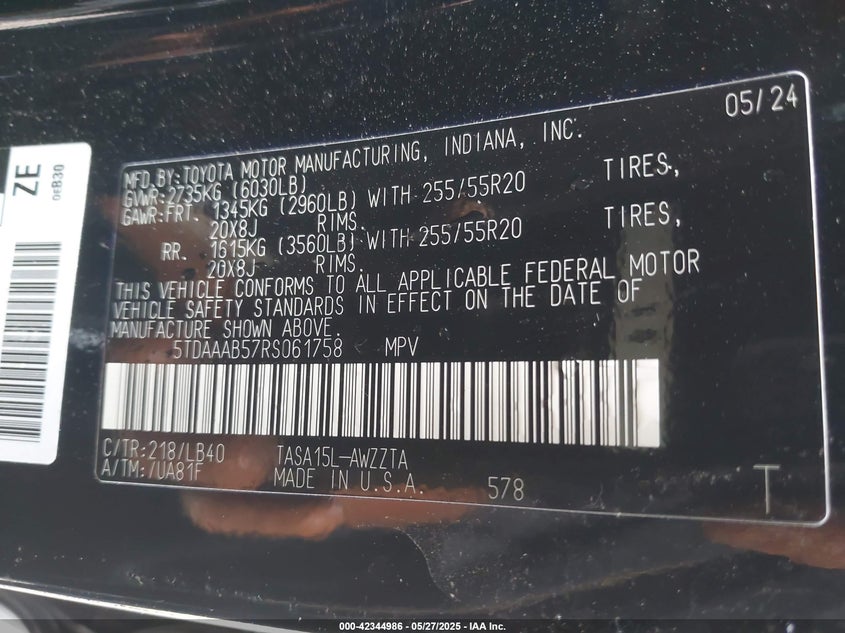 ZE
0EB30
05/24
MFD.BY:TOYOTA MOTOR MANUFACTURING, INDIANA, INC.
GVWR:2735KG (6030LB)
GAWR:FRT. 1345KG (2960LB) WITH 255/55R20 TIRES,
20X8J RIMS.
RR. 1615KG (3560LB) WITH 255/55R20 TIRES,
20X8J RIMS.
THIS VEHICLE CONFORMS TO ALL APPLICABLE FEDERAL MOTOR
VEHICLE SAFETY STANDARDS IN EFFECT ON THE DATE OF
MANUFACTURE SHOWN ABOVE.
5TDAAAB57RS061758 MPV
C/TR:218/LB40 TASA15L-AWZZTA
A/TM:/UA81F MADE IN U.S.A. 578
T
000-42344986 - 05/27/2025 - IAA Inc.